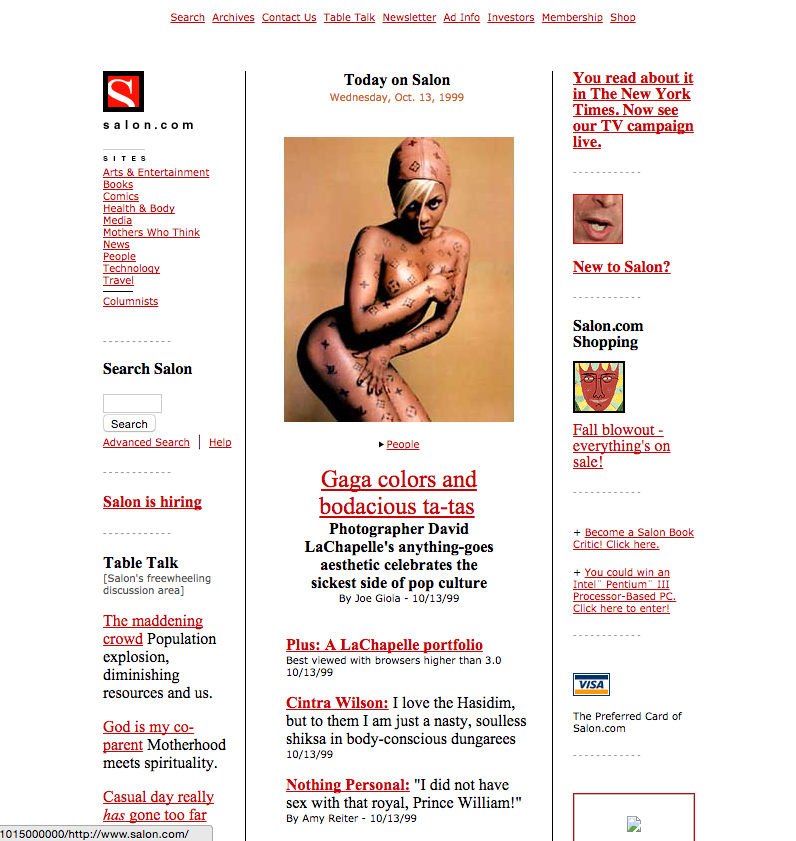 Search Archives Contact Us Table Talk Newsletter Ad Info Investors Membership Shop
S
salon.com
SITES
Arts & Entertainment
Books
Comics
Health & Body
Media
Mothers Who Think
News
People
Technology
Travel
Columnists
Search Salon
Search
Advanced Search | Help
Salon is hiring
Table Talk
[Salon's freewheeling
discussion area]
The maddening
crowd Population
explosion,
diminishing
resources and us.
God is my co-
parent Motherhood
meets spirituality.
Casual day really
has gone too far
1015000000/http://www.salon.com/
Today on Salon
Wednesday, Oct. 13, 1999
People
Gaga colors and
bodacious ta-tas
Photographer David
LaChapelle's anything-goes
aesthetic celebrates the
sickest side of pop culture
By Joe Gioia - 10/13/99
Plus: A LaChapelle portfolio
Best viewed with browsers higher than 3.0
10/13/99
Cintra Wilson: I love the Hasidim,
but to them I am just a nasty, soulless
shiksa in body-conscious dungarees
10/13/99
Nothing Personal: "I did not have
sex with that royal, Prince William!"
By Amy Reiter - 10/13/99
You read about it
in The New York
Times. Now see
our TV campaign
live.
New to Salon?
Salon.com
Shopping
Fall blowout -
everything's on
sale!
+ Become a Salon Book
Critic! Click here.
+ You could win an
Intel¨ Pentium¨ III
Processor-Based PC.
Click here to enter!
VISA
The Preferred Card of
Salon.com